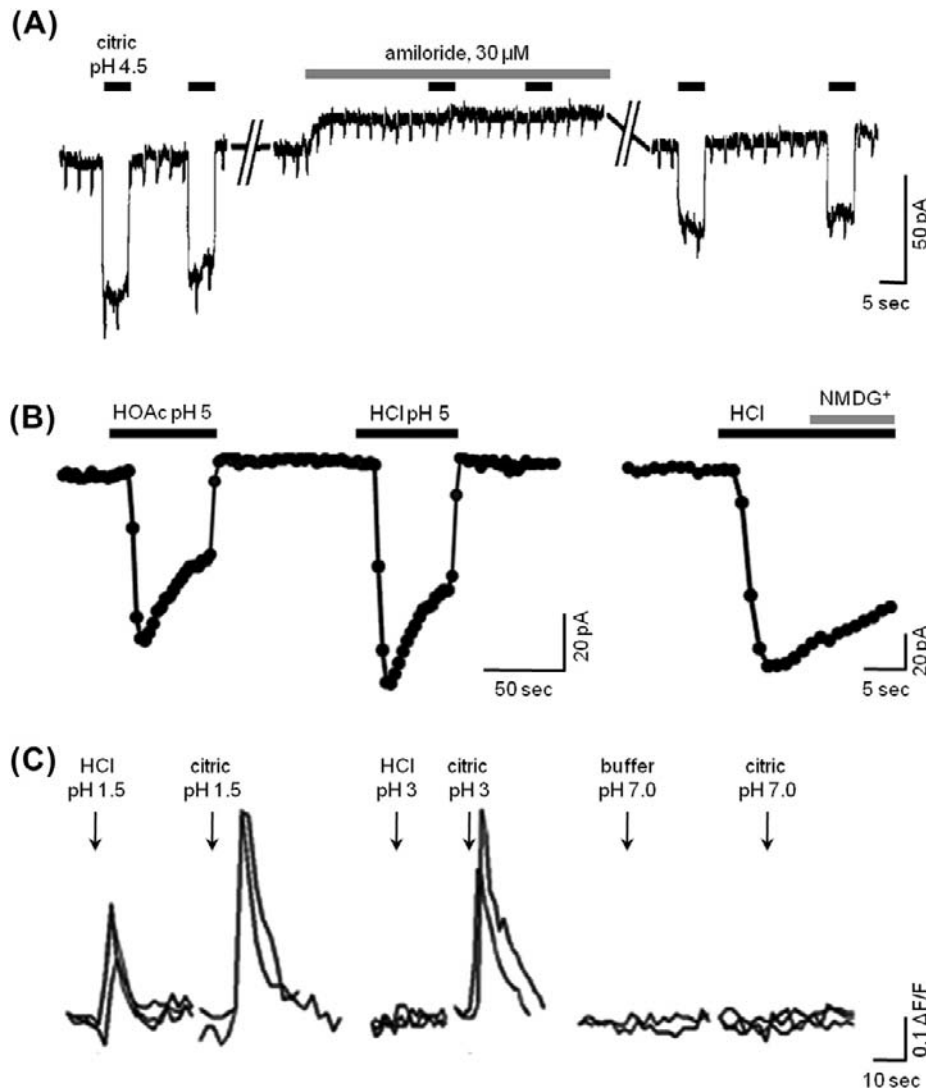 (A)
citric
pH 4.5
amiloride, 30 µM
50 pA
5 sec
(B)
HOAc pH 5
HCl pH 5
HCl
NMDG⁺
20 pA
50 sec
20 pA
5 sec
(C)
HCl
pH 1.5
citric
pH 1.5
HCl
pH 3
citric
pH 3
buffer
pH 7.0
citric
pH 7.0
0.1 ΔF/F
10 sec